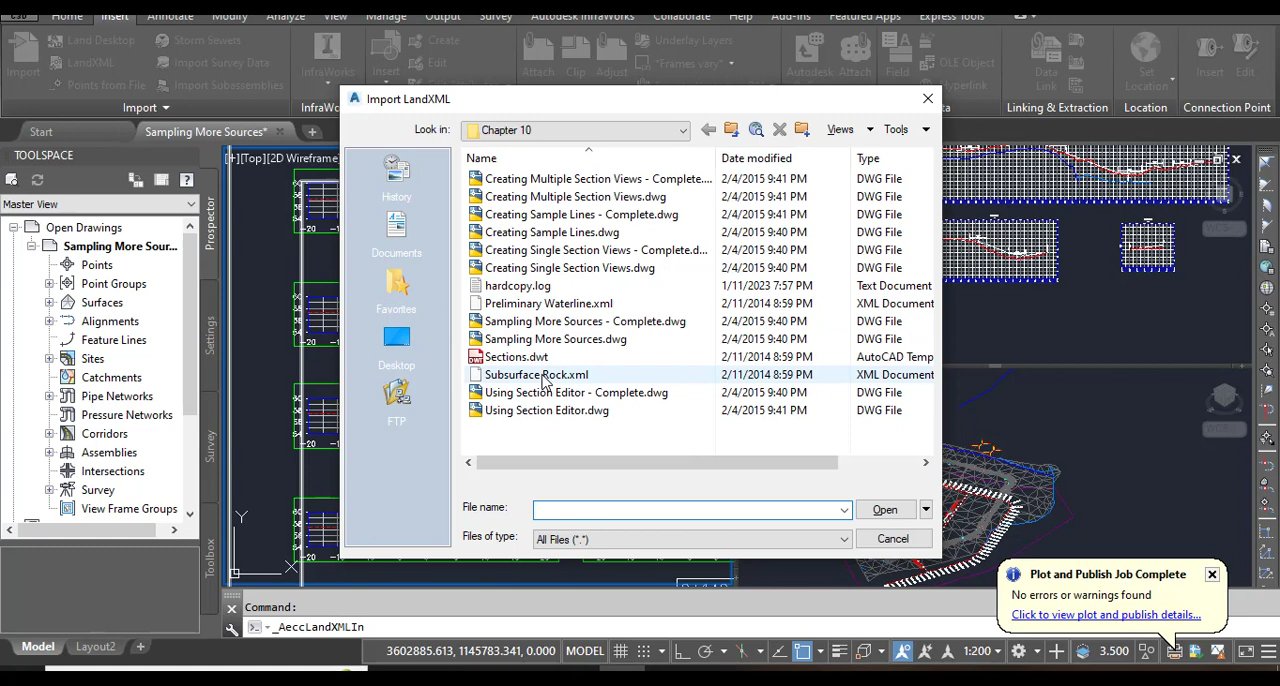 Home Insert Annotate Modify Analyze View Manage Output Survey Autodesk InfraWorks Collaborate Help Add-ins Featured Apps Express Tools
Import
Land Desktop
LandXML
Points from File
Storm Sewers
Import Survey Data
Import Subassemblies
InfraWorks
Insert
Create
Edit
Attach
Clip
Adjust
Underlay Layers
*Frames vary*
Autodesk
Attach
Field
OLE Object
Hyperlink
Data
Link
Set
Location
Insert
Edit
Import
InfraWo
Linking & Extraction
Location
Connection Point
Start
Sampling More Sources*
TOOLSPACE
[+][Top][2D Wireframe]
Master View
Open Drawings
Sampling More Sour...
Points
Point Groups
Surfaces
Alignments
Feature Lines
Sites
Catchments
Pipe Networks
Pressure Networks
Corridors
Assemblies
Intersections
Survey
View Frame Groups
Prospector
Settings
Survey
Toolbox
Import LandXML
Look in:
Chapter 10
Views
Tools
History
Documents
Favorites
Desktop
FTP
Name Date modified Type
Creating Multiple Section Views - Complete.... 2/4/2015 9:41 PM DWG File
Creating Multiple Section Views.dwg 2/4/2015 9:41 PM DWG File
Creating Sample Lines - Complete.dwg 2/4/2015 9:41 PM DWG File
Creating Sample Lines.dwg 2/4/2015 9:41 PM DWG File
Creating Single Section Views - Complete.d... 2/4/2015 9:40 PM DWG File
Creating Single Section Views.dwg 2/4/2015 9:41 PM DWG File
hardcopy.log 1/11/2023 7:57 PM Text Document
Preliminary Waterline.xml 2/11/2014 8:59 PM XML Document
Sampling More Sources - Complete.dwg 2/4/2015 9:40 PM DWG File
Sampling More Sources.dwg 2/4/2015 9:41 PM DWG File
Sections.dwt 2/11/2014 8:59 PM AutoCAD Temp
Subsurface Rock.xml 2/11/2014 8:59 PM XML Document
Using Section Editor - Complete.dwg 2/4/2015 9:40 PM DWG File
Using Section Editor.dwg 2/4/2015 9:41 PM DWG File
File name:
Open
Files of type:
All Files (*.*)
Cancel
Plot and Publish Job Complete
No errors or warnings found
Click to view plot and publish details...
Y
X
Command:
_AeccLandXMLIn
Model
Layout2
3602885.613, 1145783.341, 0.000
MODEL
1:200
3.500